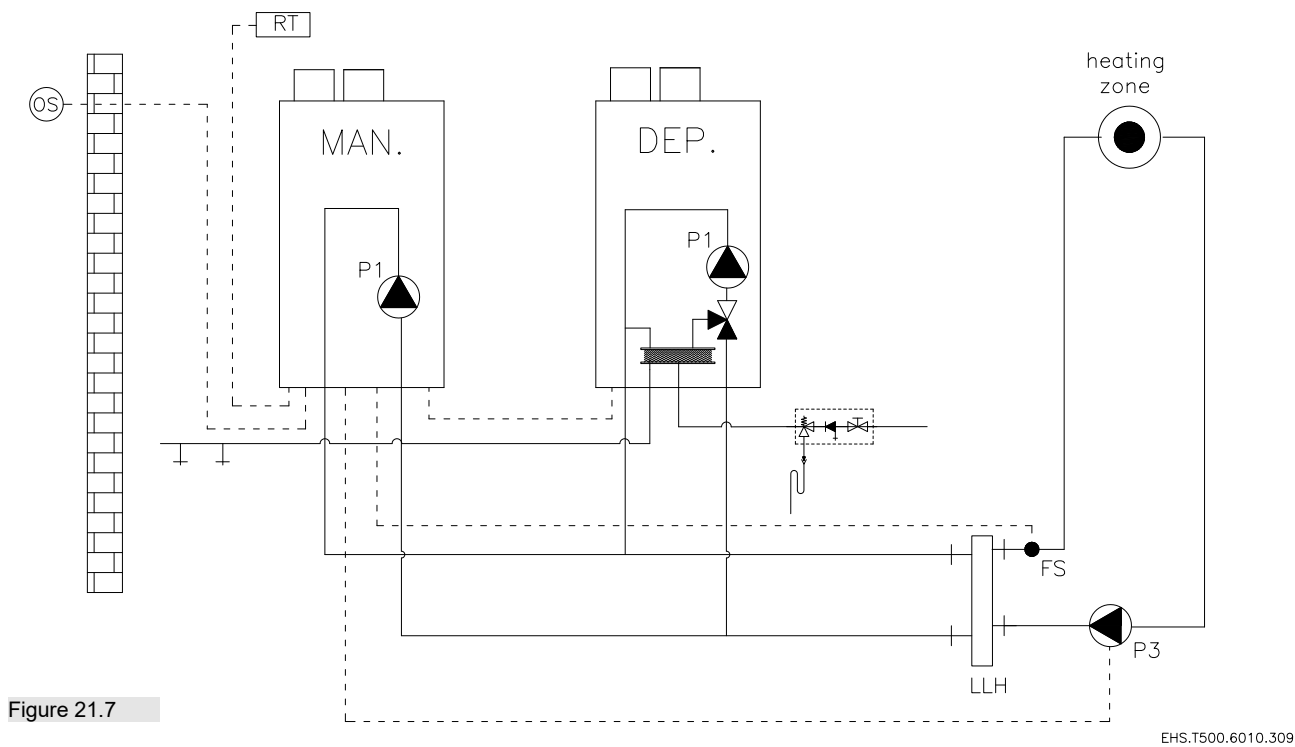 RT
OS
MAN.
DEP.
heating
zone
P1
P1
FS
P3
LLH
Figure 21.7
EHS.T500.6010.309